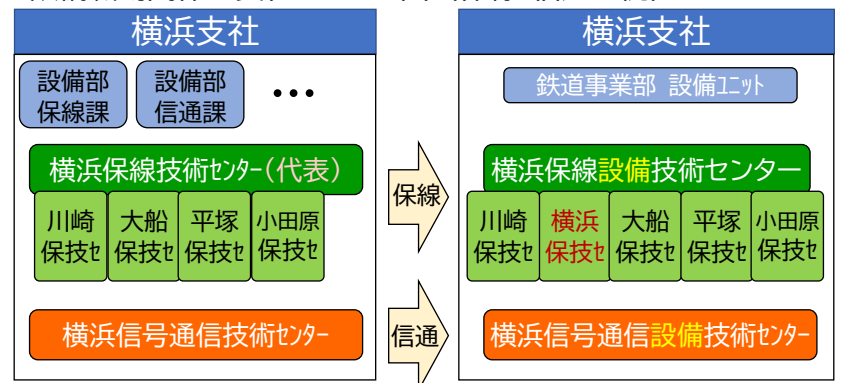 横浜支社
設備部
保線課
設備部
信通課
•••
横浜保線技術ｾﾝﾀｰ(代表)
川崎
保技ｾ
大船
保技ｾ
平塚
保技ｾ
小田原
保技ｾ
横浜信号通信技術ｾﾝﾀｰ
保線
信通
横浜支社
鉄道事業部 設備ﾕﾆｯﾄ
横浜保線設備技術センター
川崎
保技ｾ
横浜
保技ｾ
大船
保技ｾ
平塚
保技ｾ
小田原
保技ｾ
横浜信号通信設備技術ｾﾝﾀｰ